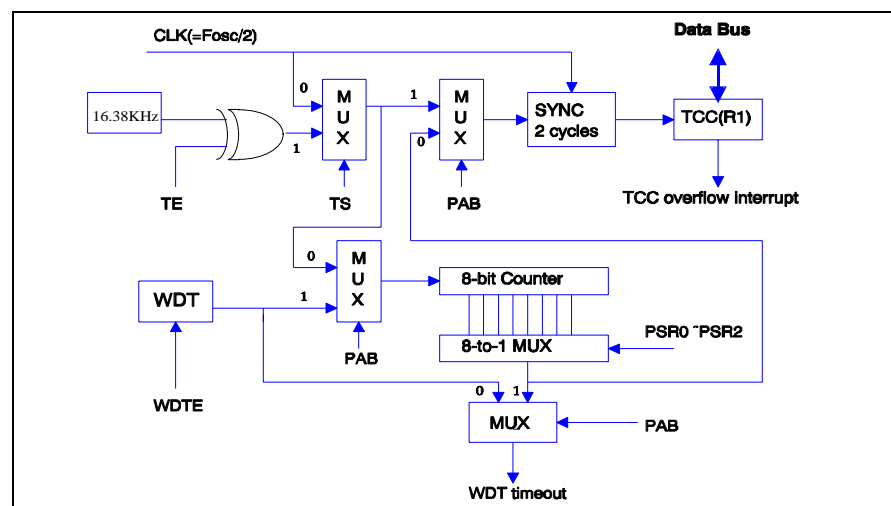 CLK(=Fosc/2)
Data Bus
0
16.38KHz
1
M
U
X
1
0
M
U
X
SYNC
2 cycles
TCC(R1)
TE
TS
PAB
TCC overflow interrupt
0
M
U
X
8-bit Counter
WDT
1
PAB
8-to-1 MUX
PSR0 ~PSR2
WDTE
0
1
MUX
PAB
WDT timeout